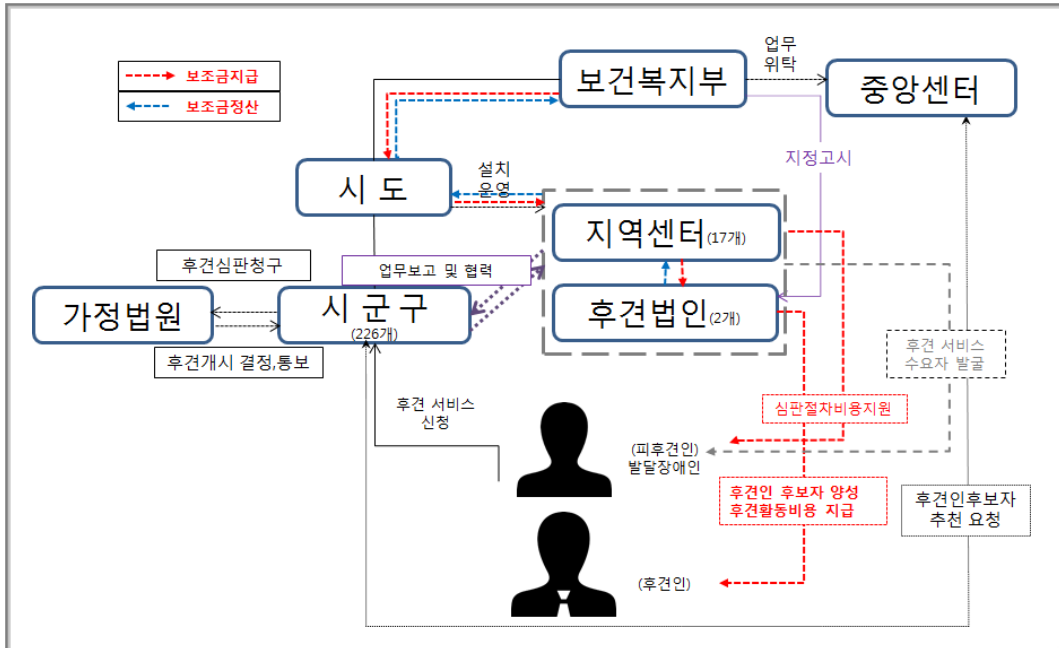 업무
위탁
보조금지급
보조금정산
보건복지부
중앙센터
지정고시
시 도
설치
운영
지역센터(17개)
후견심판청구
업무보고 및 협력
가정법원
시 군 구
(226개)
후견법인(2개)
후견개시 결정,통보
후견 서비스
수요자 발굴
후견 서비스
신청
심판절차비용지원
(피후견인)
발달장애인
후견인 후보자 양성
후견활동비용 지급
후견인후보자
추천 요청
(후견인)